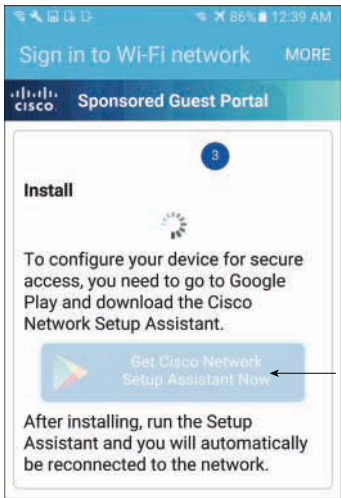 86% 12:39 AM
Sign in to Wi-Fi network MORE
cisco Sponsored Guest Portal
3
Install
To configure your device for secure
access, you need to go to Google
Play and download the Cisco
Network Setup Assistant.
Get Cisco Network
Setup Assistant Now
After installing, run the Setup
Assistant and you will automatically
be reconnected to the network.